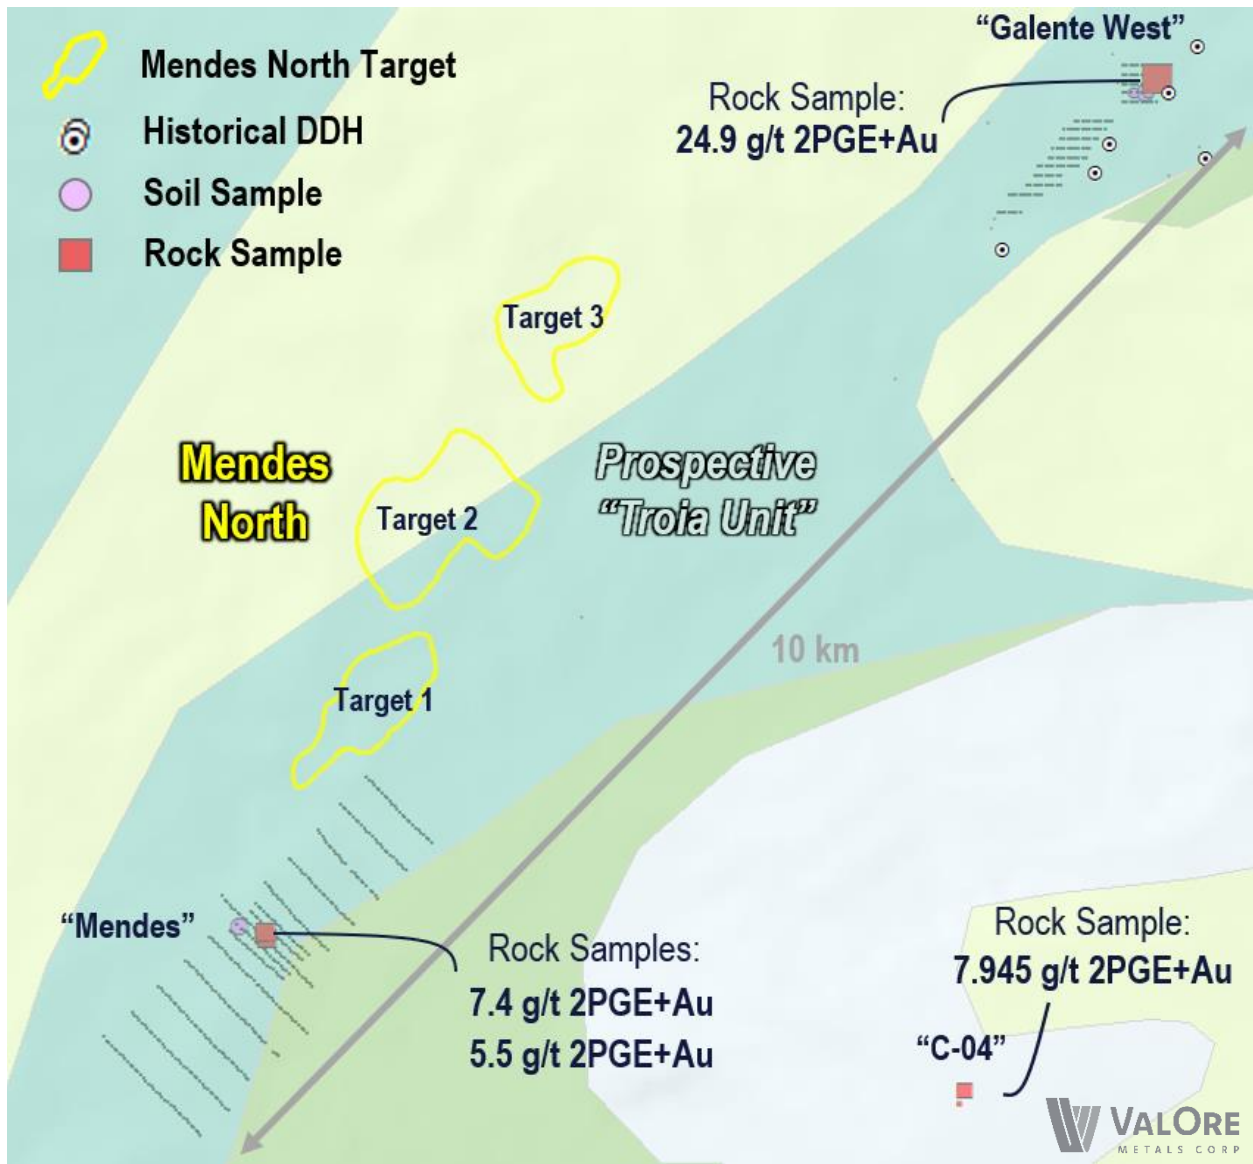 Mendes North Target
Historical DDH
Soil Sample
Rock Sample
“Galente West”
Rock Sample:
24.9 g/t 2PGE+Au
Target 3
Mendes
North
Prospective
“Troia Unit”
Target 2
10 km
Target 1
“Mendes”
Rock Samples:
7.4 g/t 2PGE+Au
5.5 g/t 2PGE+Au
Rock Sample:
7.945 g/t 2PGE+Au
“C-04”
VALORE
METALS CORP